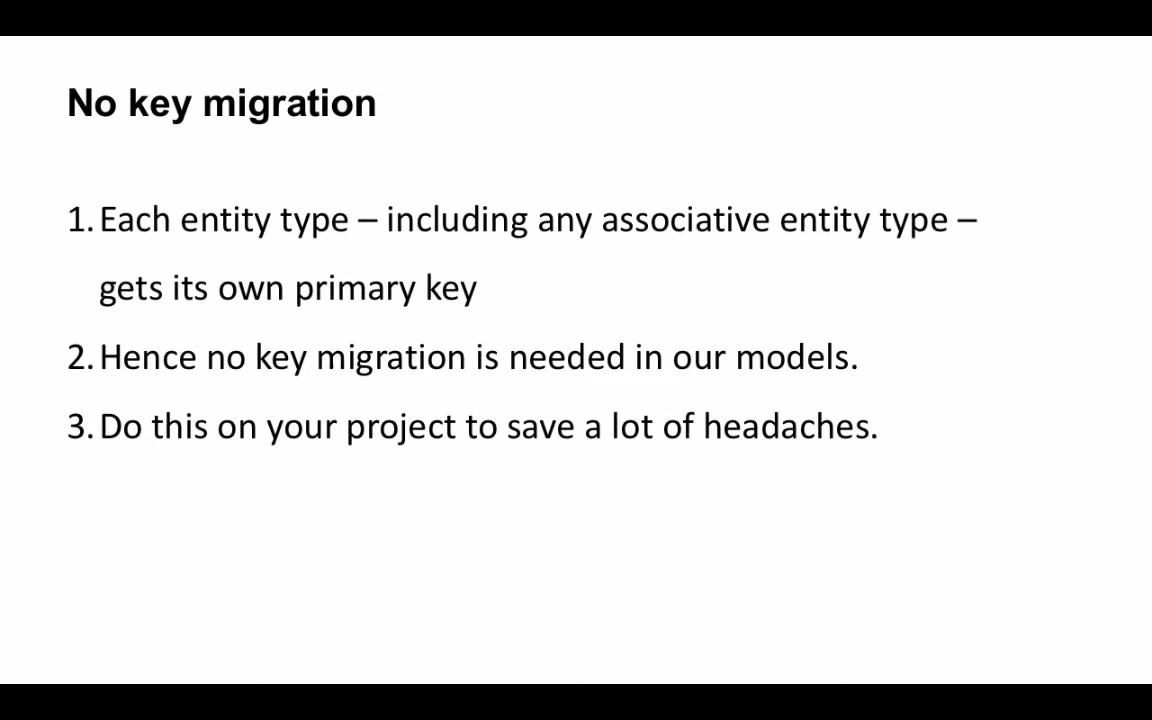 No key migration
1. Each entity type – including any associative entity type –
gets its own primary key
2. Hence no key migration is needed in our models.
3. Do this on your project to save a lot of headaches.